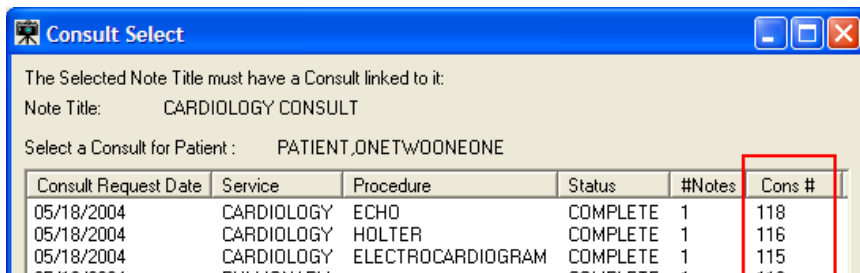 Consult Select
The Selected Note Title must have a Consult linked to it:
Note Title: CARDIOLOGY CONSULT
Select a Consult for Patient : PATIENT,ONETWOONEONE
Consult Request Date Service Procedure Status #Notes Cons #
05/18/2004 CARDIOLOGY ECHO COMPLETE 1 118
05/18/2004 CARDIOLOGY HOLTER COMPLETE 1 116
05/18/2004 CARDIOLOGY ELECTROCARDIOGRAM COMPLETE 1 115